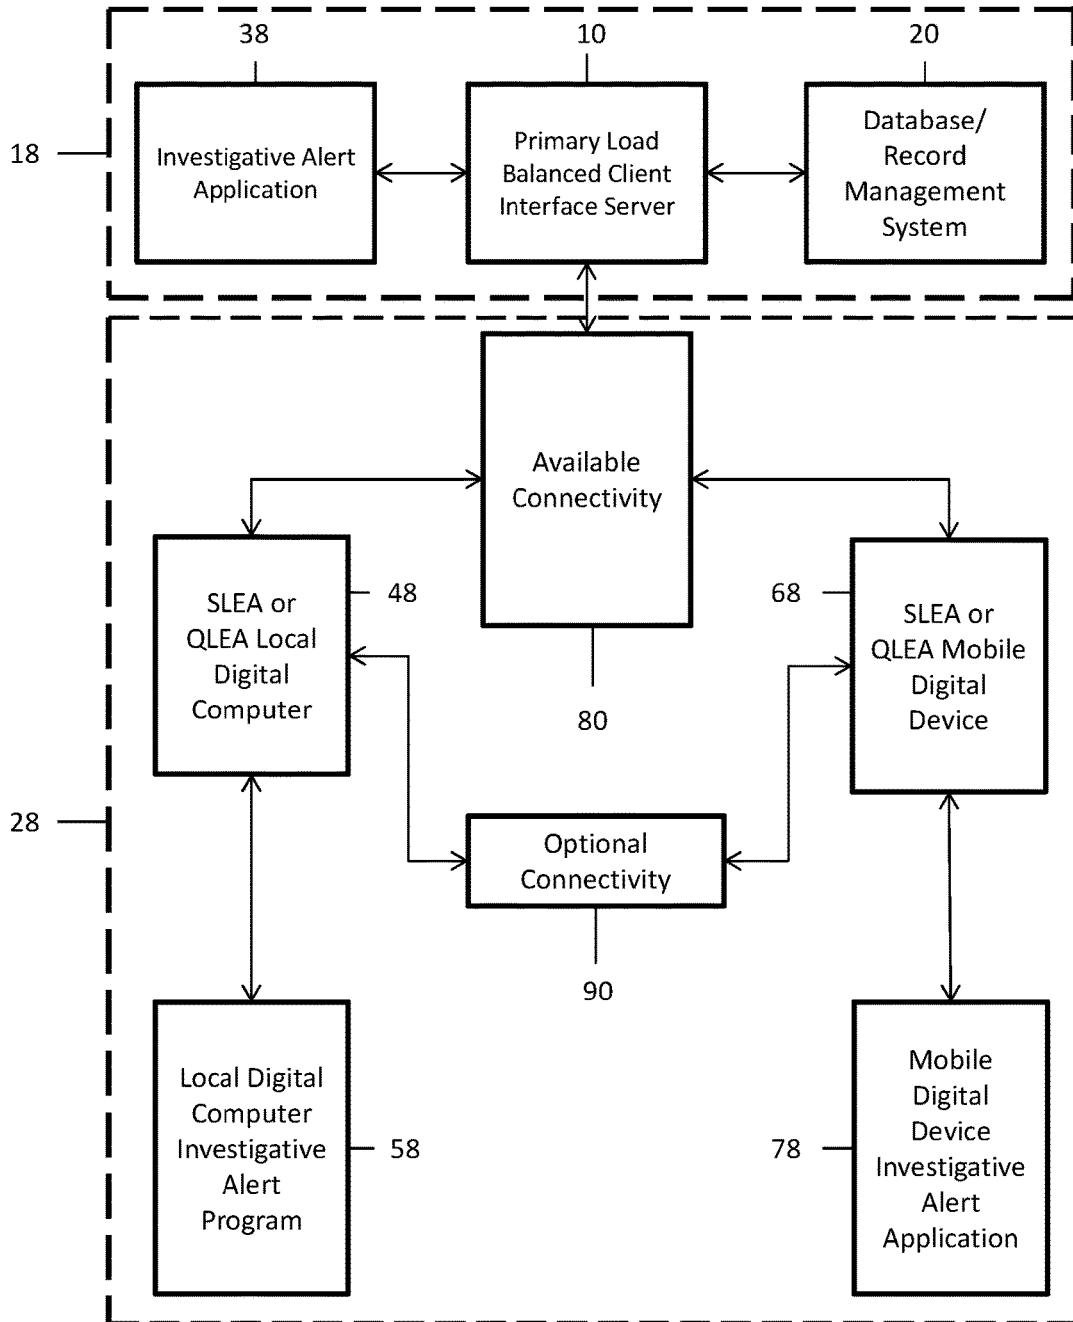 38
10
20
18
Investigative Alert
Application
Primary Load
Balanced Client
Interface Server
Database/
Record
Management
System
Available
Connectivity
SLEA or
QLEA Local
Digital
Computer
48
68
SLEA or
QLEA Mobile
Digital
Device
80
28
Optional
Connectivity
90
Local Digital
Computer
Investigative
Alert
Program
58
78
Mobile
Digital
Device
Investigative
Alert
Application